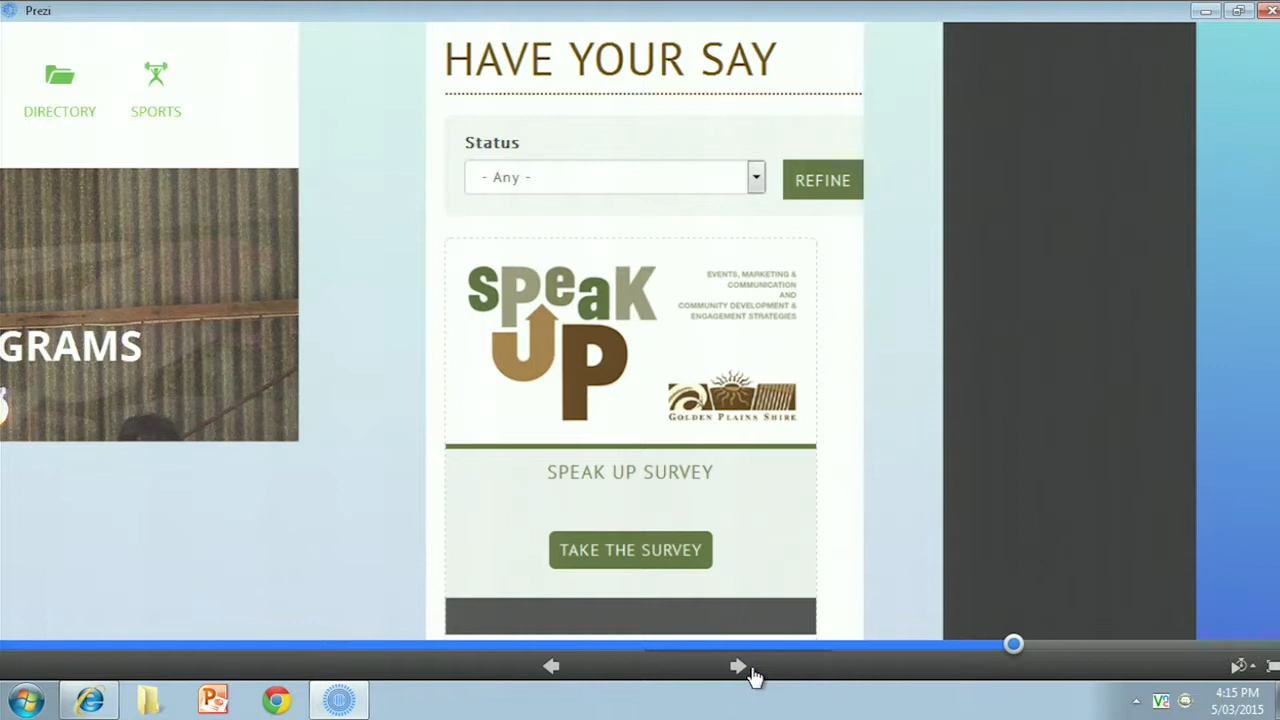 Prezi
DIRECTORY
SPORTS
GRAMS
HAVE YOUR SAY
Status
- Any -
REFINE
SPEAK UP
EVENTS, MARKETING &
COMMUNICATION
AND
COMMUNITY DEVELOPMENT &
ENGAGEMENT STRATEGIES
GOLDEN PLAINS SHIRE
SPEAK UP SURVEY
TAKE THE SURVEY
4:15 PM
5/03/2015